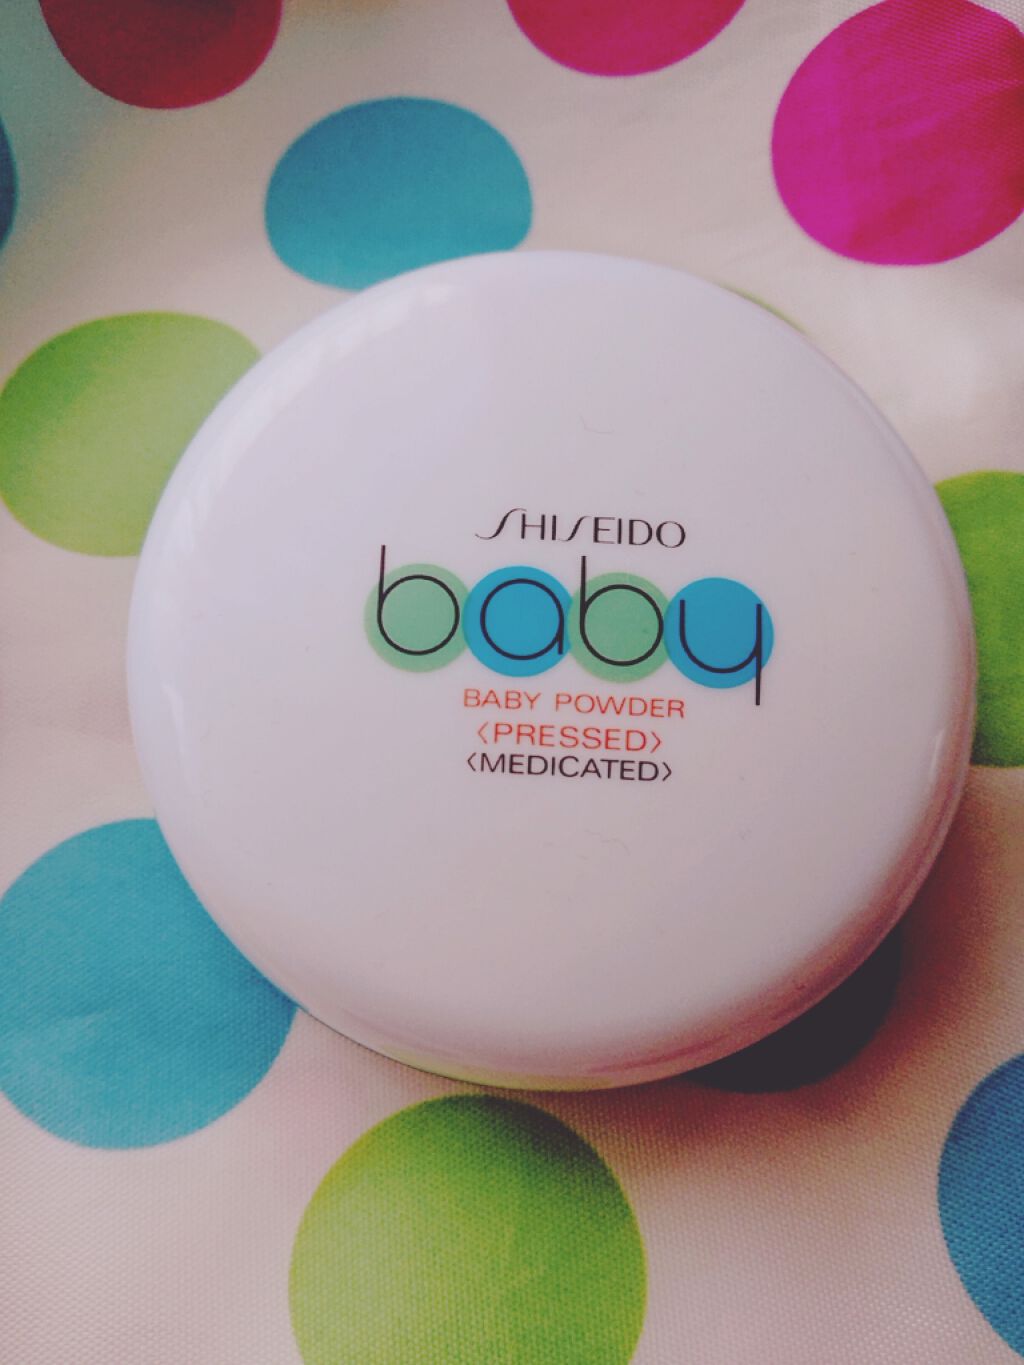 SHISEIDO
baby
BABY POWDER
〈PRESSED〉
〈MEDICATED〉